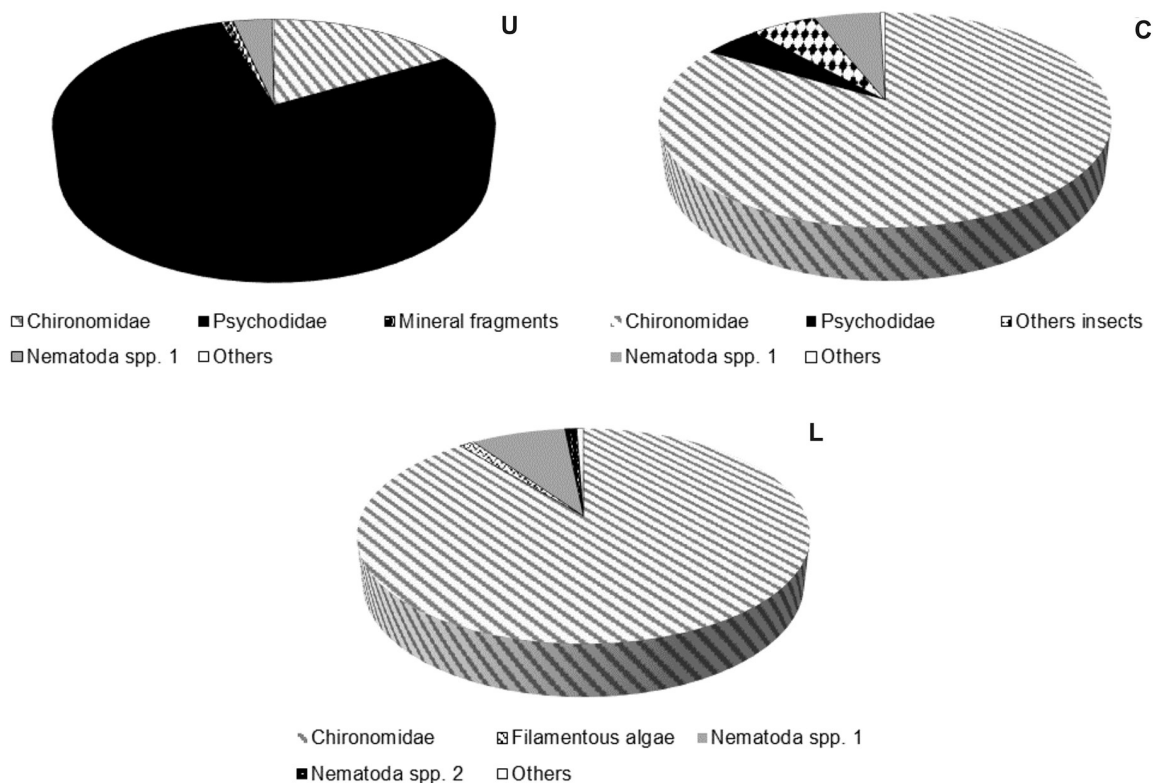 U
C
Chironomidae Psychodidae Mineral fragments
Nematoda spp. 1 Others
Chironomidae Psychodidae Others insects
Nematoda spp. 1 Others
L
Chironomidae Filamentous algae Nematoda spp. 1
Nematoda spp. 2 Others